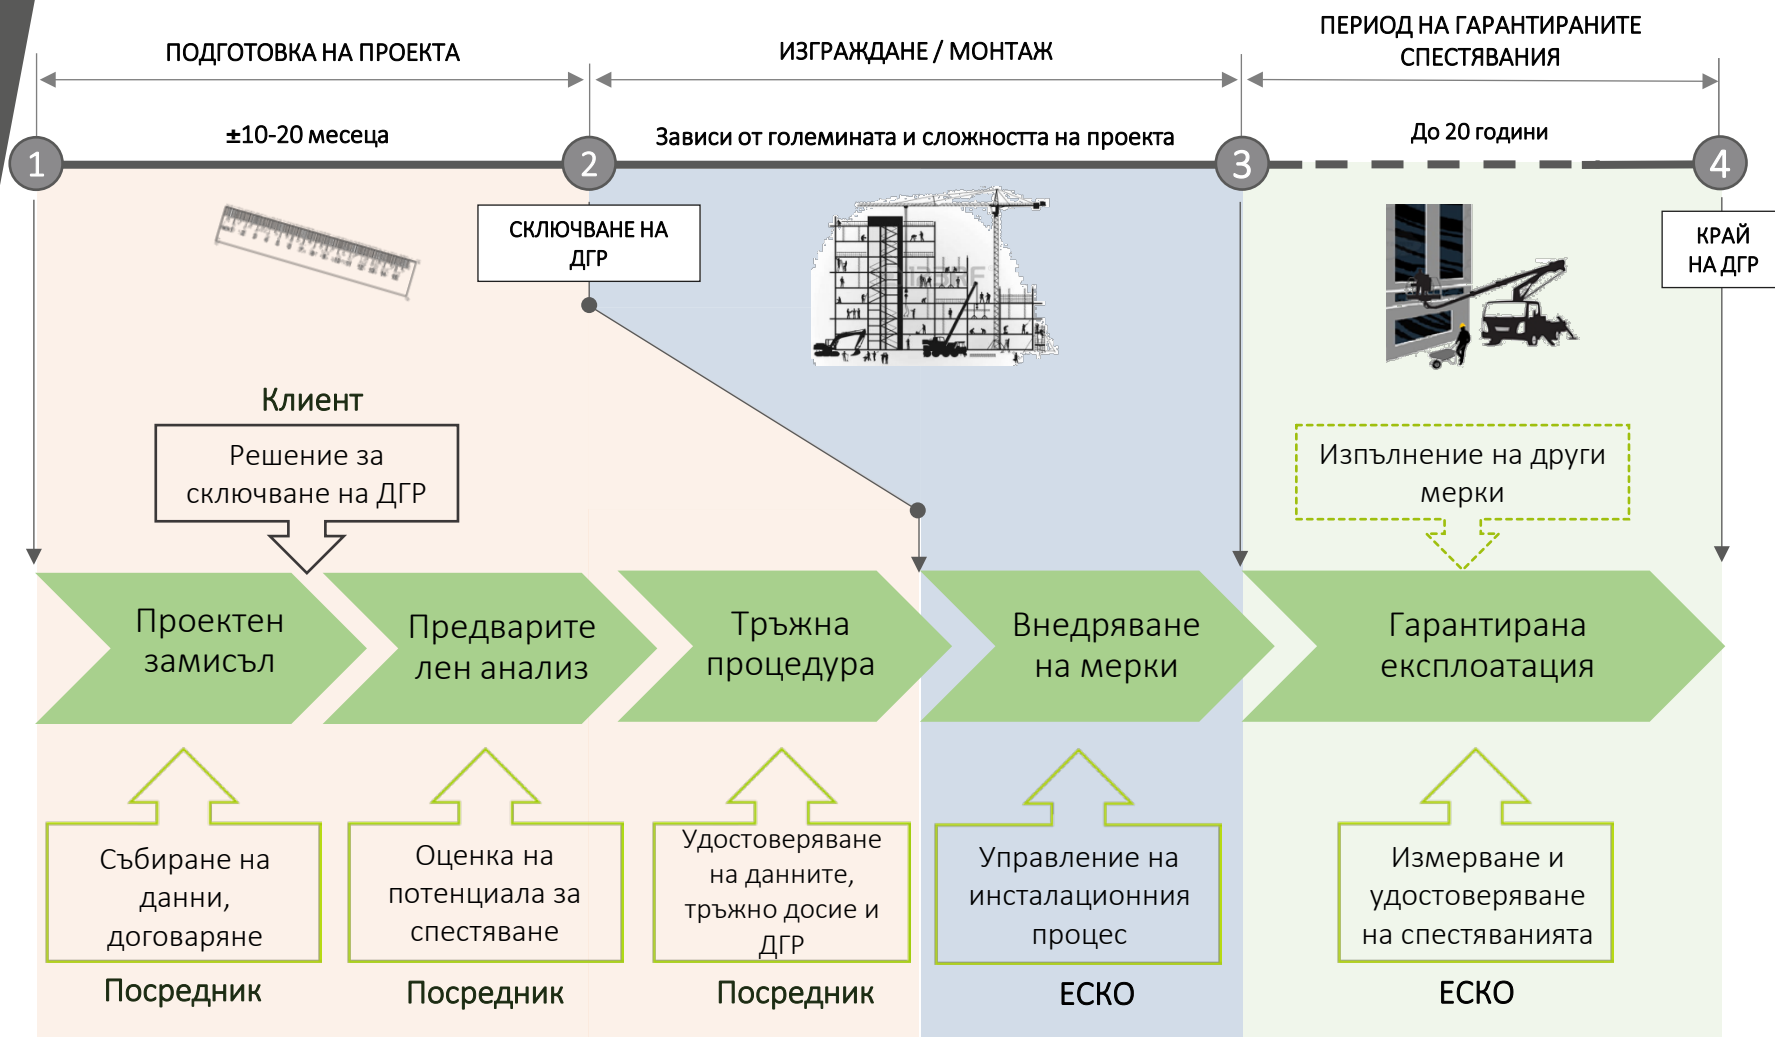 ПОДГОТОВКА НА ПРОЕКТА
ИЗГРАЖДАНЕ / МОНТАЖ
ПЕРИОД НА ГАРАНТИРАНИТЕ
СПЕСТЯВАНИЯ
±10-20 месеца
Зависи от големината и сложността на проекта
До 20 години
1
2
3
4
СКЛЮЧВАНЕ НА
ДГР
КРАЙ
НА ДГР
Клиент
Решение за
сключване на ДГР
Изпълнение на други
мерки
Проектен
замисъл
Предварите
лен анализ
Тръжна
процедура
Внедряване
на мерки
Гарантирана
експлоатация
Събиране на
данни,
договаряне
Посредник
Оценка на
потенциала за
спестяване
Посредник
Удостоверяване
на данните,
тръжно досие и
ДГР
Посредник
Управление на
инсталационния
процес
ЕСКО
Измерване и
удостоверяване
на спестяванията
ЕСКО